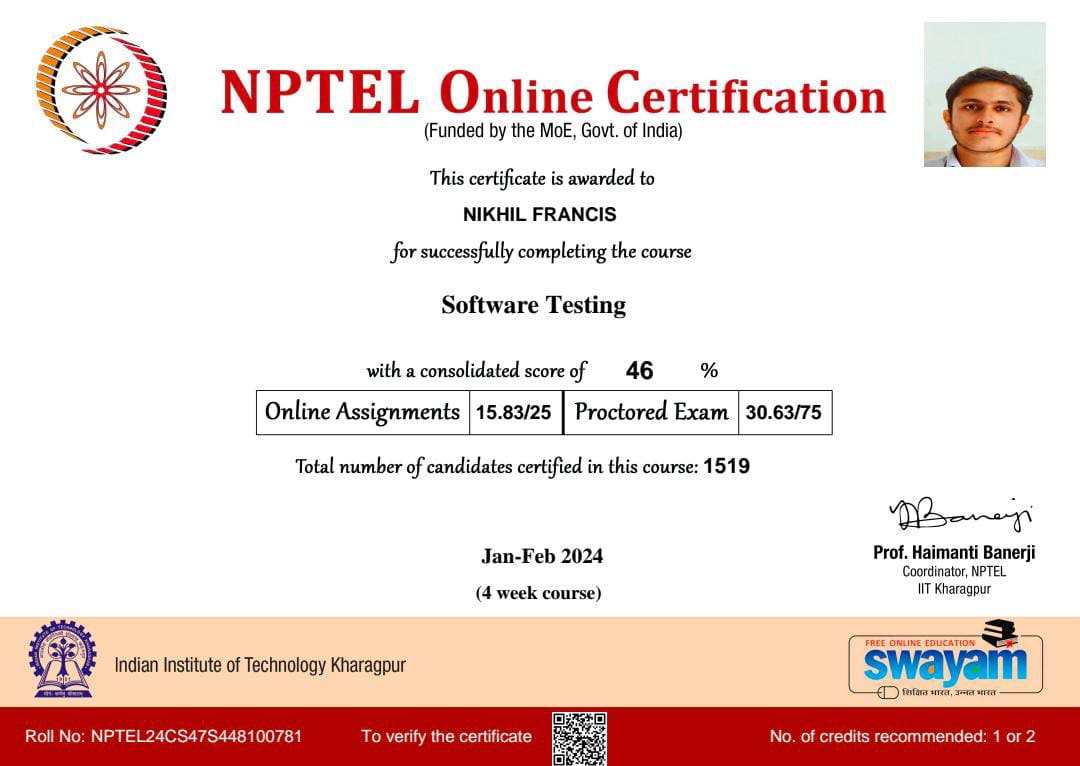 NPTEL Online Certification
(Funded by the MoE, Govt. of India)
This certificate is awarded to
NIKHIL FRANCIS
for successfully completing the course
Software Testing
with a consolidated score of 46 %
Online Assignments 15.83/25 Proctored Exam 30.63/75
Total number of candidates certified in this course: 1519
Jan-Feb 2024
(4 week course)
Prof. Haimanti Banerji
Coordinator, NPTEL
IIT Kharagpur
Indian Institute of Technology Kharagpur
FREE ONLINE EDUCATION
swayam
शिक्षित भारत, उन्नत भारत
Roll No: NPTEL24CS47S448100781 To verify the certificate No. of credits recommended: 1 or 2